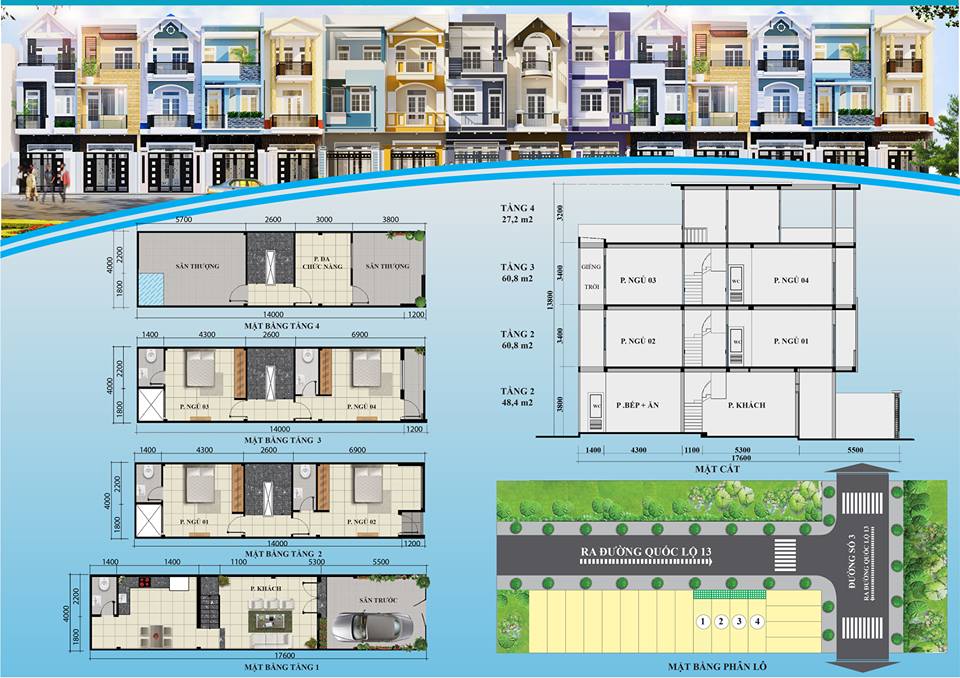 5700 2600 3000 3800
4000
2200
1800
SÂN THƯỢNG
P. ĐA
CHỨC NĂNG
SÂN THƯỢNG
14000 1200
MẶT BẰNG TẦNG 4
1400 4300 2600 6900
4000
2200
1800
P. NGỦ 03
P. NGỦ 04
14000 1200
MẶT BẰNG TẦNG 3
1400 4300 2600 6900
4000
2200
1800
P. NGỦ 01
P. NGỦ 02
14000 1200
MẶT BẰNG TẦNG 2
1400 4300 1100 5300 5500
4000
2200
1800
P. KHÁCH
SÂN TRƯỚC
17600
MẶT BẰNG TẦNG 1
TẦNG 4
27,2 m2
3200
TẦNG 3
60,8 m2
3400
GIẾNG
TRỜI
P. NGỦ 03
WC
P. NGỦ 04
13800
TẦNG 2
60,8 m2
3400
P. NGỦ 02
WC
P. NGỦ 01
TẦNG 2
48,4 m2
3800
WC
P .BẾP + ĂN
P. KHÁCH
1400 4300 1100 5300 5500
17600
MẶT CẮT
RA ĐƯỜNG QUỐC LỘ 13
ĐƯỜNG SỐ 3
RA ĐƯỜNG QUỐC LỘ 13
1 2 3 4
MẶT BẰNG PHÂN LÔ